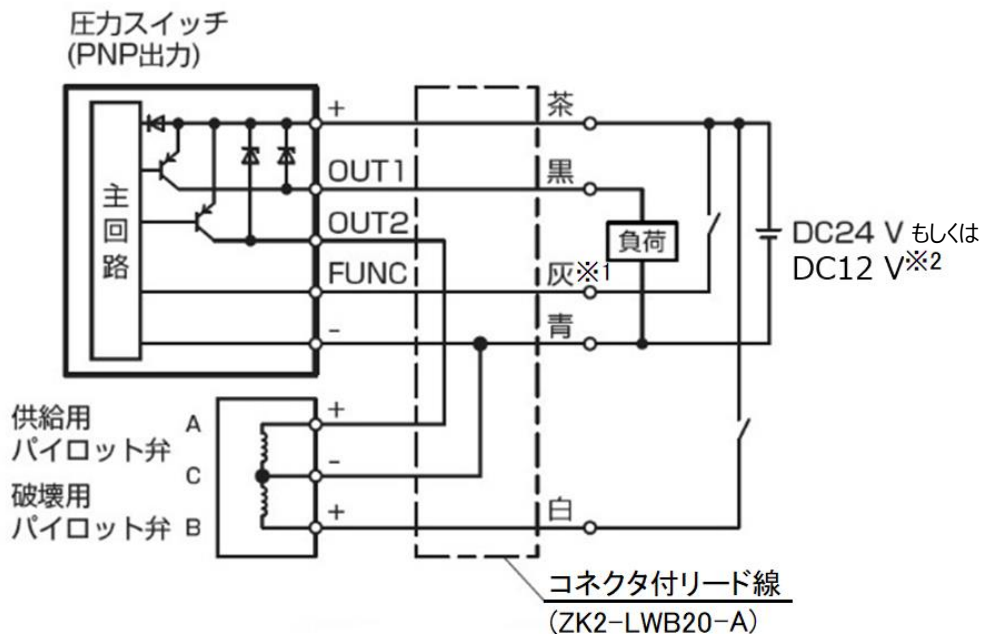 圧力スイッチ
(PNP出力)
主回路
+
OUT1
OUT2
FUNC
-
茶
黒
灰※1
青
負荷
DC24 V もしくは
DC12 V※2
供給用
パイロット弁
A
C
破壊用
パイロット弁
B
+
-
+
白
コネクタ付リード線
(ZK2-LWB20-A)